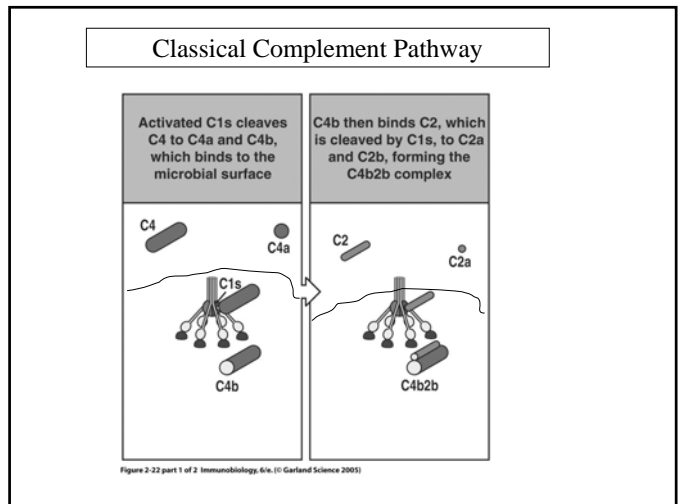 Classical Complement Pathway
Activated C1s cleaves
C4 to C4a and C4b,
which binds to the
microbial surface
C4
C4a
C1s
C4b
C4b then binds C2, which
is cleaved by C1s, to C2a
and C2b, forming the
C4b2b complex
C2
C2a
C4b2b
Figure 2-22 part 1 of 2 Immunobiology, 6/e. (© Garland Science 2005)